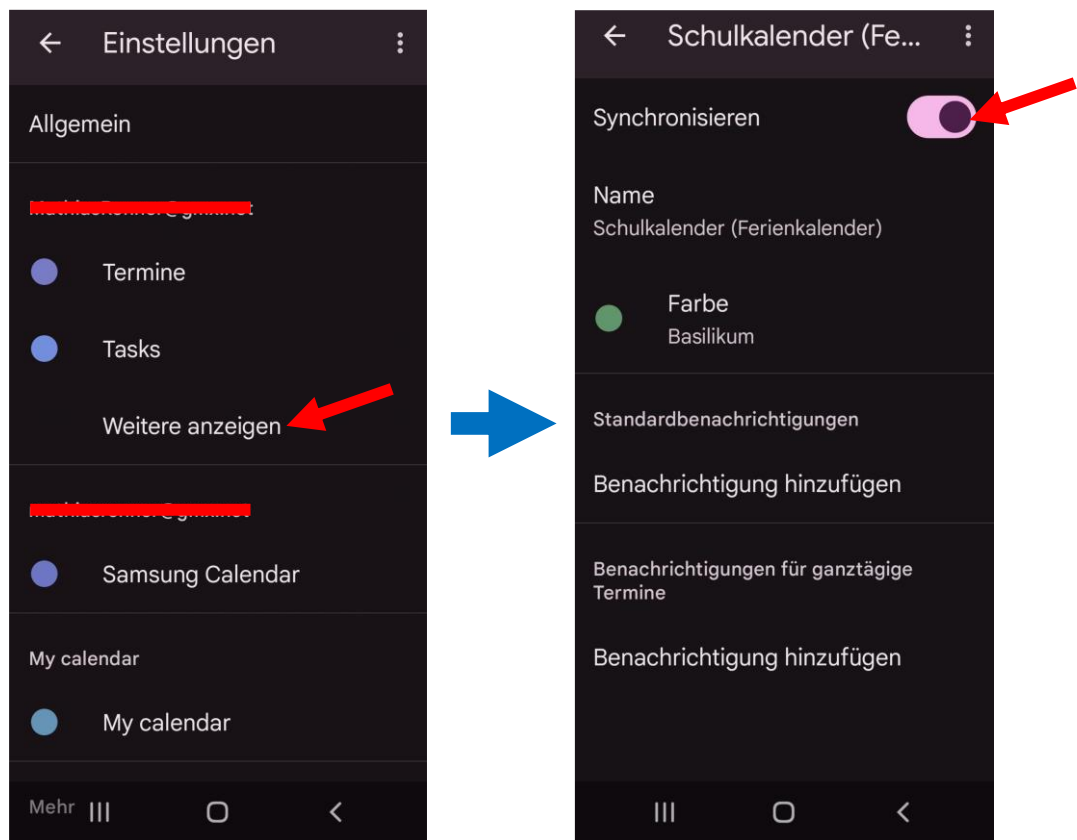 Einstellungen
Allgemein
Termine
Tasks
Weitere anzeigen
Samsung Calendar
My calendar
My calendar
Mehr
Schulkalender (Fe...
Synchronisieren
Name
Schulkalender (Ferienkalender)
Farbe
Basilikum
Standardbenachrichtigungen
Benachrichtigung hinzufügen
Benachrichtigungen für ganztägige
Termine
Benachrichtigung hinzufügen